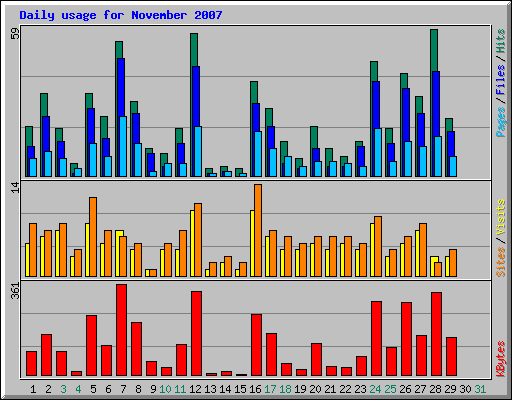 Daily usage for November 2007
59
Pages / Files / Hits
14
Sites / Visits
361
KBytes
1 2 3 4 5 6 7 8 9 10 11 12 13 14 15 16 17 18 19 20 21 22 23 24 25 26 27 28 29 30 31